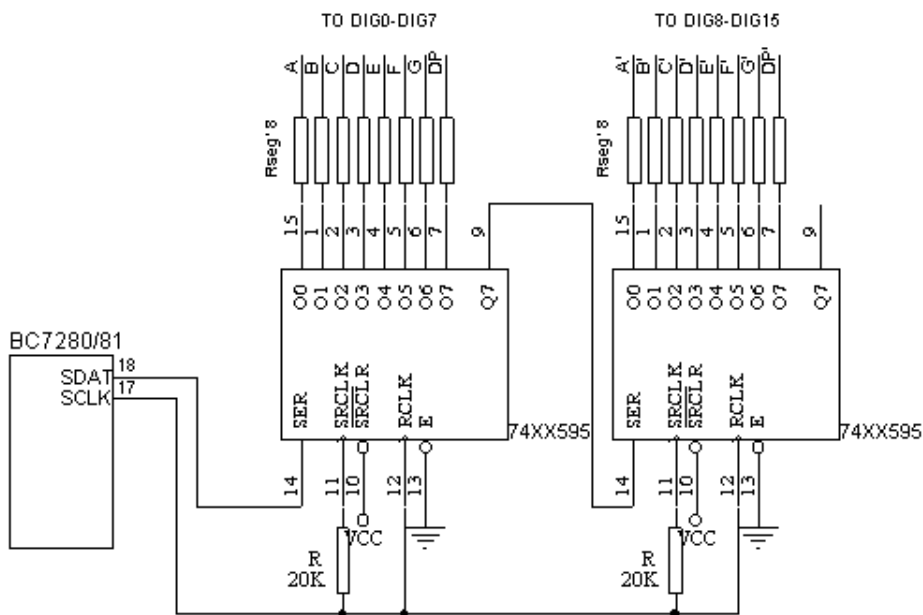 TO DIG0-DIG7
TO DIG8-DIG15
A B C D E F G DP
A' B' C' D' E' F' G' DP'
Rseg' 8
Rseg' 8
15 1 2 3 4 5 6 7 9
15 1 2 3 4 5 6 7 9
O0 O1 O2 O3 O4 O5 O6 O7 Q7
O0 O1 O2 O3 O4 O5 O6 O7 Q7
BC7280/81
SDAT 18
SCLK 17
SER SRCLK SRCLR RCLK E
SER SRCLK SRCLR RCLK E
74XX595
74XX595
14 11 10 12 13
14 11 10 12 13
VCC
VCC
R
20K
R
20K